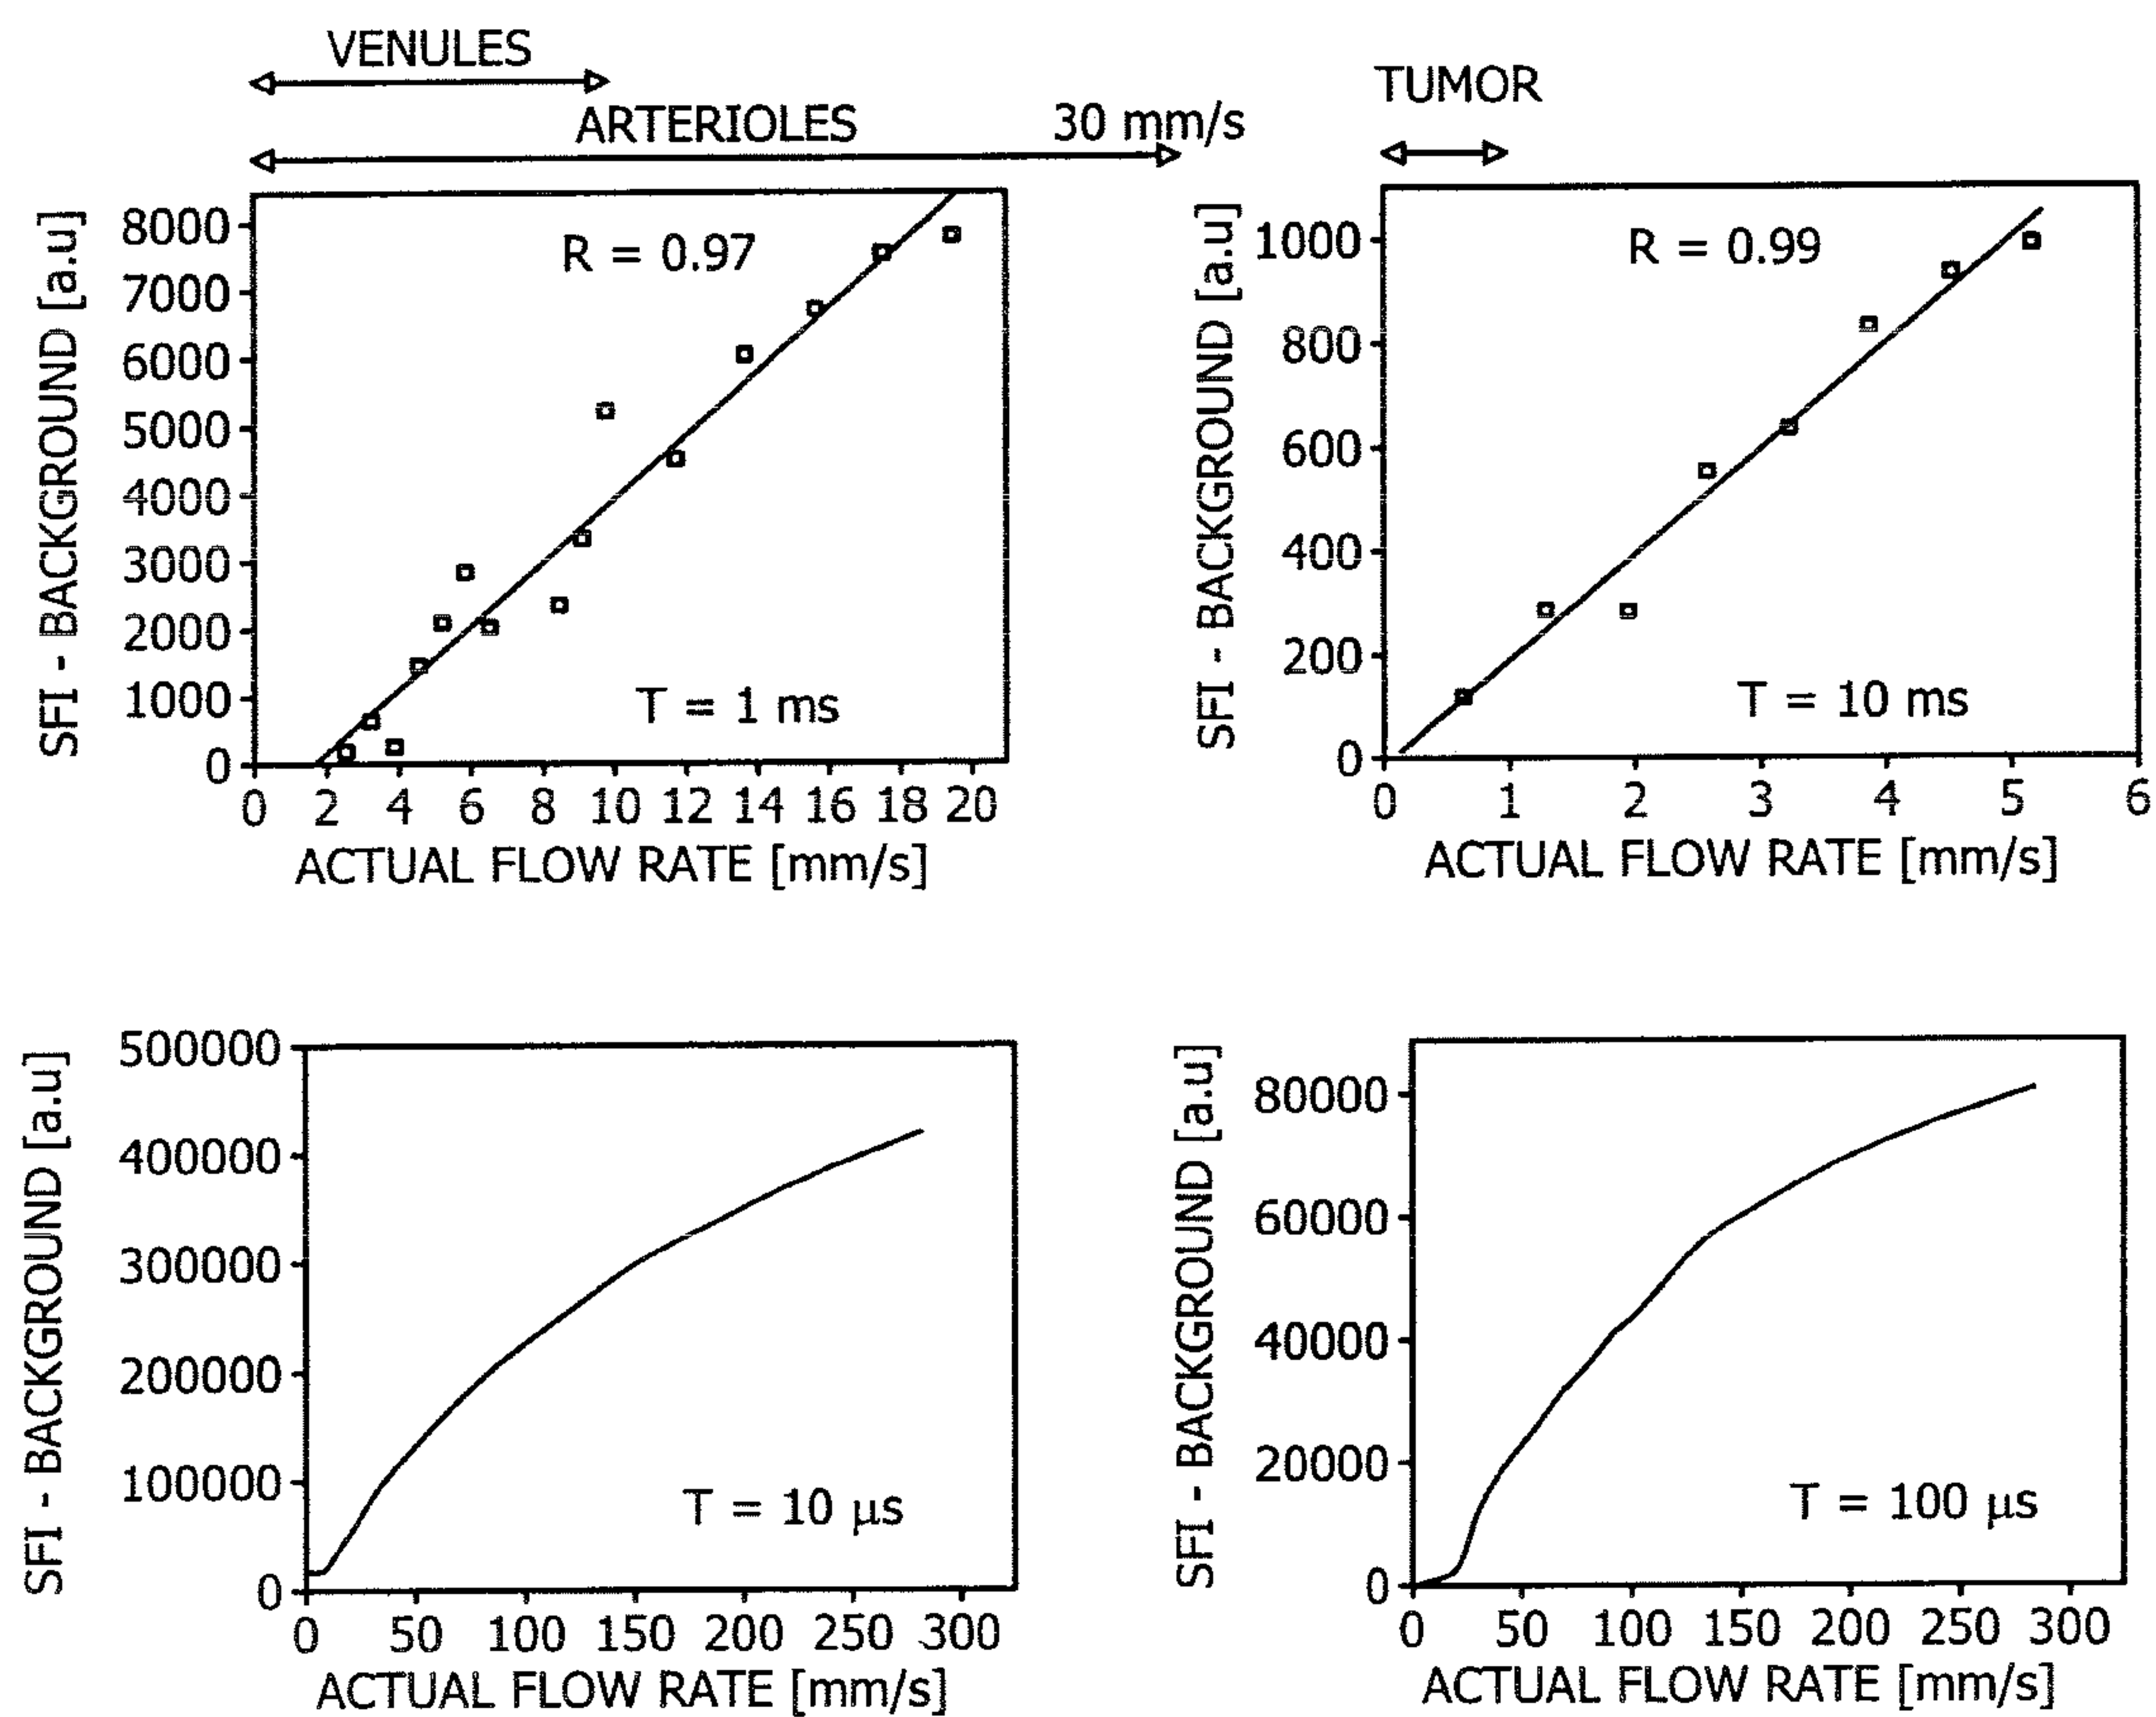 VENULES
ARTERIOLES 30 mm/s
TUMOR
SFI - BACKGROUND [a.u]
8000
7000
6000
5000
4000
3000
2000
1000
0
R = 0.97
T = 1 ms
0 2 4 6 8 10 12 14 16 18 20
ACTUAL FLOW RATE [mm/s]
SFI - BACKGROUND [a.u]
1000
800
600
400
200
0
R = 0.99
T = 10 ms
0 1 2 3 4 5 6
ACTUAL FLOW RATE [mm/s]
SFI - BACKGROUND [a.u]
500000
400000
300000
200000
100000
0
T = 10 µs
0 50 100 150 200 250 300
ACTUAL FLOW RATE [mm/s]
SFI - BACKGROUND [a.u]
80000
60000
40000
20000
0
T = 100 µs
0 50 100 150 200 250 300
ACTUAL FLOW RATE [mm/s]